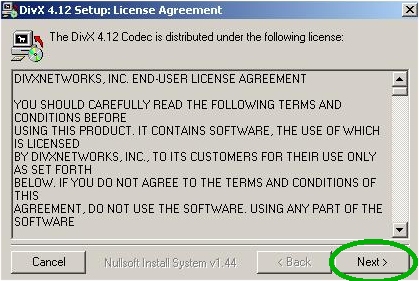 DivX 4.12 Setup: License Agreement
The DivX 4.12 Codec is distributed under the following license:
DIVXNETWORKS, INC. END-USER LICENSE AGREEMENT
YOU SHOULD CAREFULLY READ THE FOLLOWING TERMS AND
CONDITIONS BEFORE
USING THIS PRODUCT. IT CONTAINS SOFTWARE, THE USE OF WHICH
IS LICENSED
BY DIVXNETWORKS, INC., TO ITS CUSTOMERS FOR THEIR USE ONLY
AS SET FORTH
BELOW. IF YOU DO NOT AGREE TO THE TERMS AND CONDITIONS OF
THIS
AGREEMENT, DO NOT USE THE SOFTWARE. USING ANY PART OF THE
SOFTWARE
Cancel
Nullsoft Install System v1.44
< Back
Next >